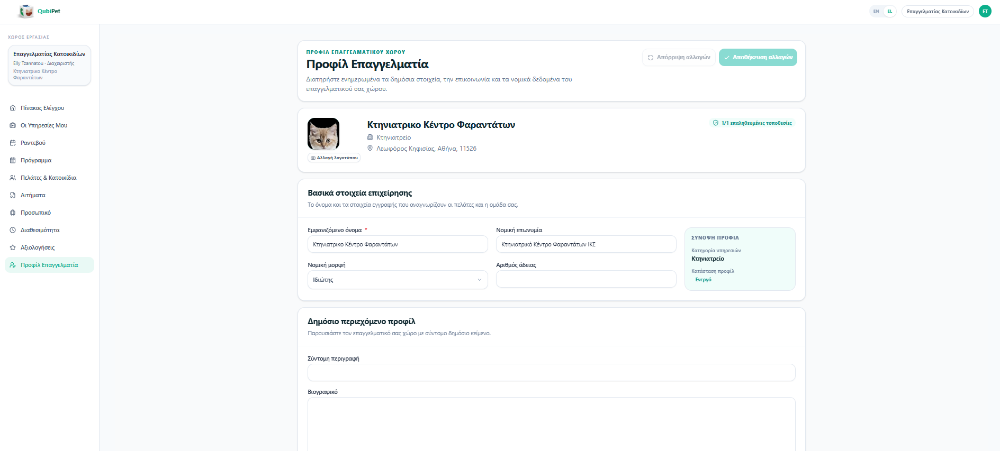 QubiPet
EN EL Επαγγελματίας Κατοικιδίων ET
ΧΩΡΟΣ ΕΡΓΑΣΙΑΣ
Επαγγελματίας Κατοικιδίων
Elly Tzannatou · Διαχειριστής
Κτηνιατρικο Κέντρο
Φαραντάτων
Πίνακας Ελέγχου
Οι Υπηρεσίες Μου
Ραντεβού
Πρόγραμμα
Πελάτες & Κατοικίδια
Αιτήματα
Προσωπικό
Διαθεσιμότητα
Αξιολογήσεις
Προφίλ Επαγγελματία
ΠΡΟΦΙΛ ΕΠΑΓΓΕΛΜΑΤΙΚΟΥ ΧΩΡΟΥ
Προφίλ Επαγγελματία
Διατηρήστε ενημερωμένα τα δημόσια στοιχεία, την επικοινωνία και τα νομικά δεδομένα του
επαγγελματικού σας χώρου.
Απόρριψη αλλαγών
Αποθήκευση αλλαγών
Κτηνιατρικο Κέντρο Φαραντάτων
Κτηνιατρείο
Λεωφόρος Κηφισίας, Αθήνα, 11526
Αλλαγή λογοτύπου
1/1 επαληθευμένες τοποθεσίες
Βασικά στοιχεία επιχείρησης
Το όνομα και τα στοιχεία εγγραφής που αναγνωρίζουν οι πελάτες και η ομάδα σας.
Εμφανιζόμενο όνομα *
Κτηνιατρικο Κέντρο Φαραντάτων
Νομική επωνυμία
Κτηνιατρικό Κέντρο Φαραντάτων ΙΚΕ
Νομική μορφή
Ιδιώτης
Αριθμός άδειας
ΣΥΝΟΨΗ ΠΡΟΦΙΛ
Κατηγορία υπηρεσιών
Κτηνιατρείο
Κατάσταση προφίλ
Ενεργό
Δημόσιο περιεχόμενο προφίλ
Παρουσιάστε τον επαγγελματικό σας χώρο με σύντομο δημόσιο κείμενο.
Σύντομη περιγραφή
Βιογραφικό